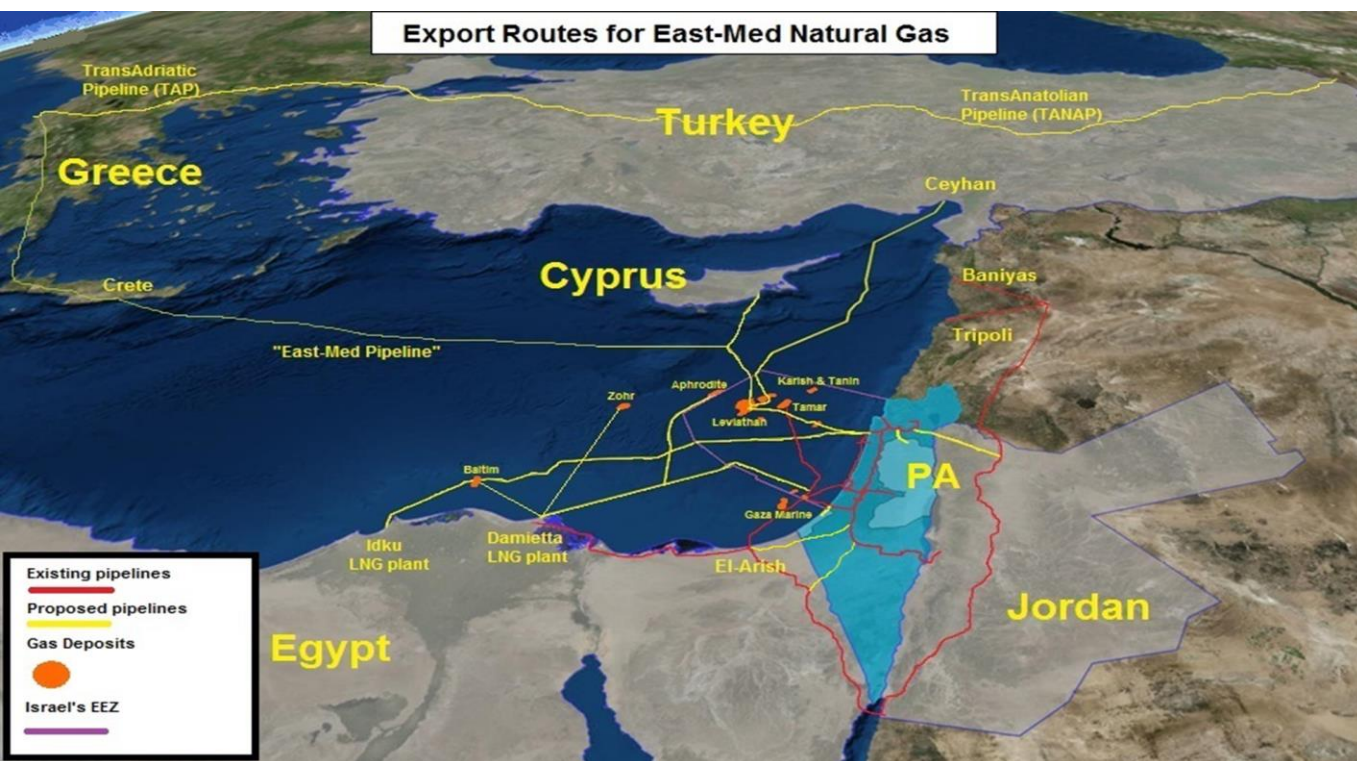 Export Routes for East-Med Natural Gas
TransAdriatic
Pipeline (TAP)
TransAnatolian
Pipeline (TANAP)
Turkey
Greece
Ceyhan
Cyprus
Baniyas
Crete
Tripoli
"East-Med Pipeline"
Aphrodite
Karish & Tanin
Zohr
Tamar
Leviathan
Baltim
PA
Gaza Marine
Idku
LNG plant
Damietta
LNG plant
El-Arish
Jordan
Egypt
Existing pipelines
Proposed pipelines
Gas Deposits
Israel's EEZ